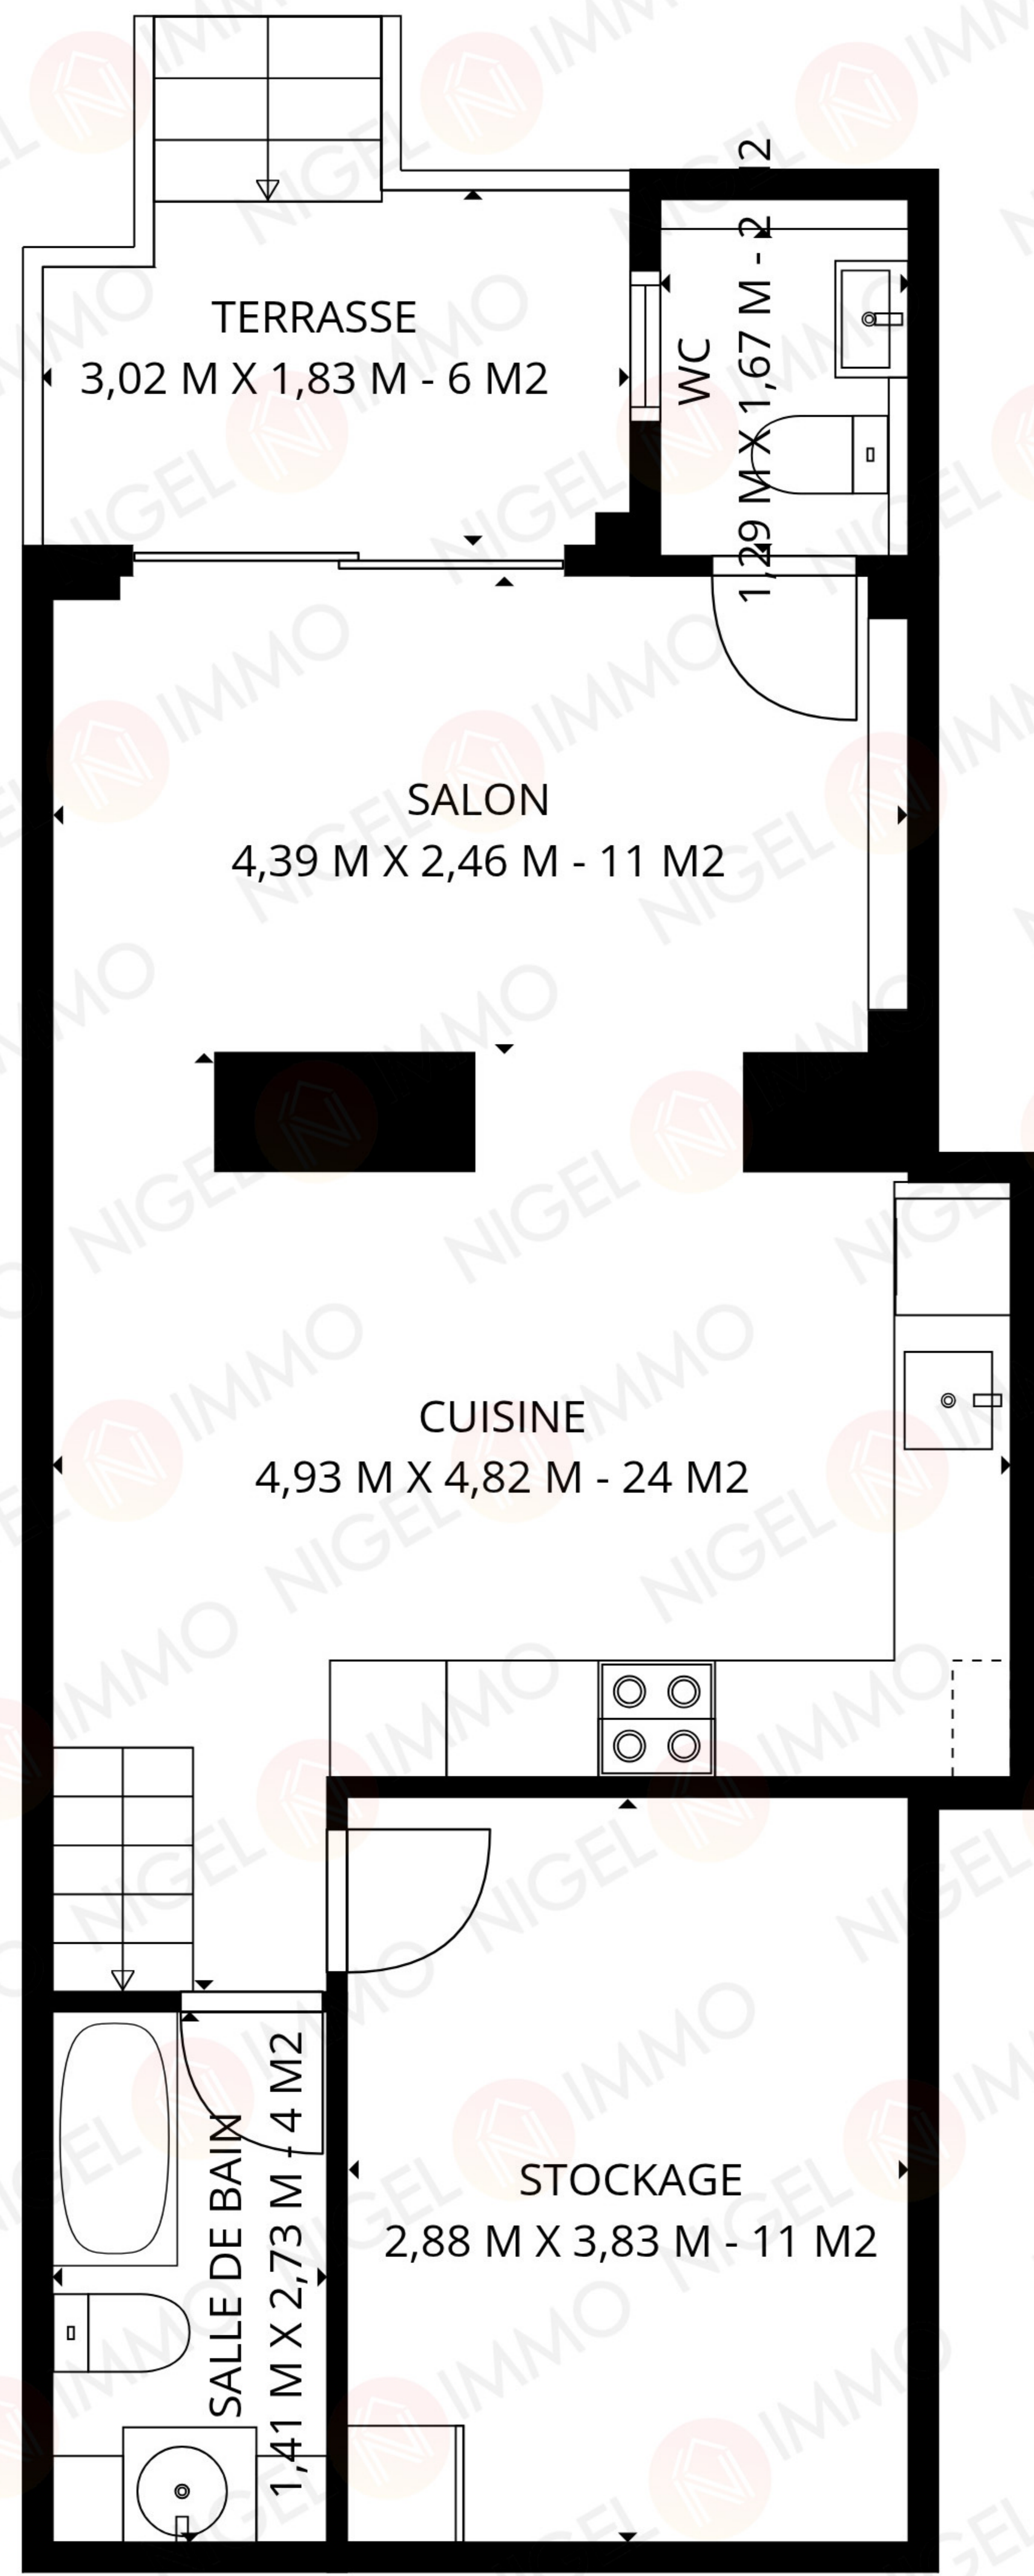 TERRASSE
3,02 M X 1,83 M - 6 M2
WC
1,29 M X 1,67 M - 2 M2
SALON
4,39 M X 2,46 M - 11 M2
CUISINE
4,93 M X 4,82 M - 24 M2
SALLE DE BAIN
1,41 M X 2,73 M - 4 M2
STOCKAGE
2,88 M X 3,83 M - 11 M2
NIGEL IMMO